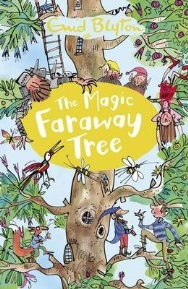 Enid Blyton
The Magic
Faraway
Tree